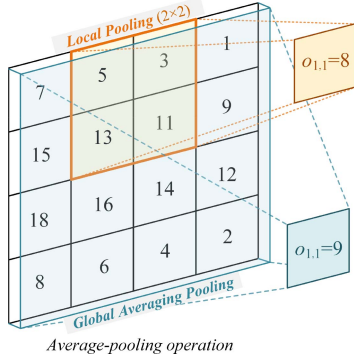 Local Pooling (2×2)
7 5 3 1
15 13 11 9
18 16 14 12
8 6 4 2
o1,1=8
o1,1=9
Global Averaging Pooling
Average-pooling operation